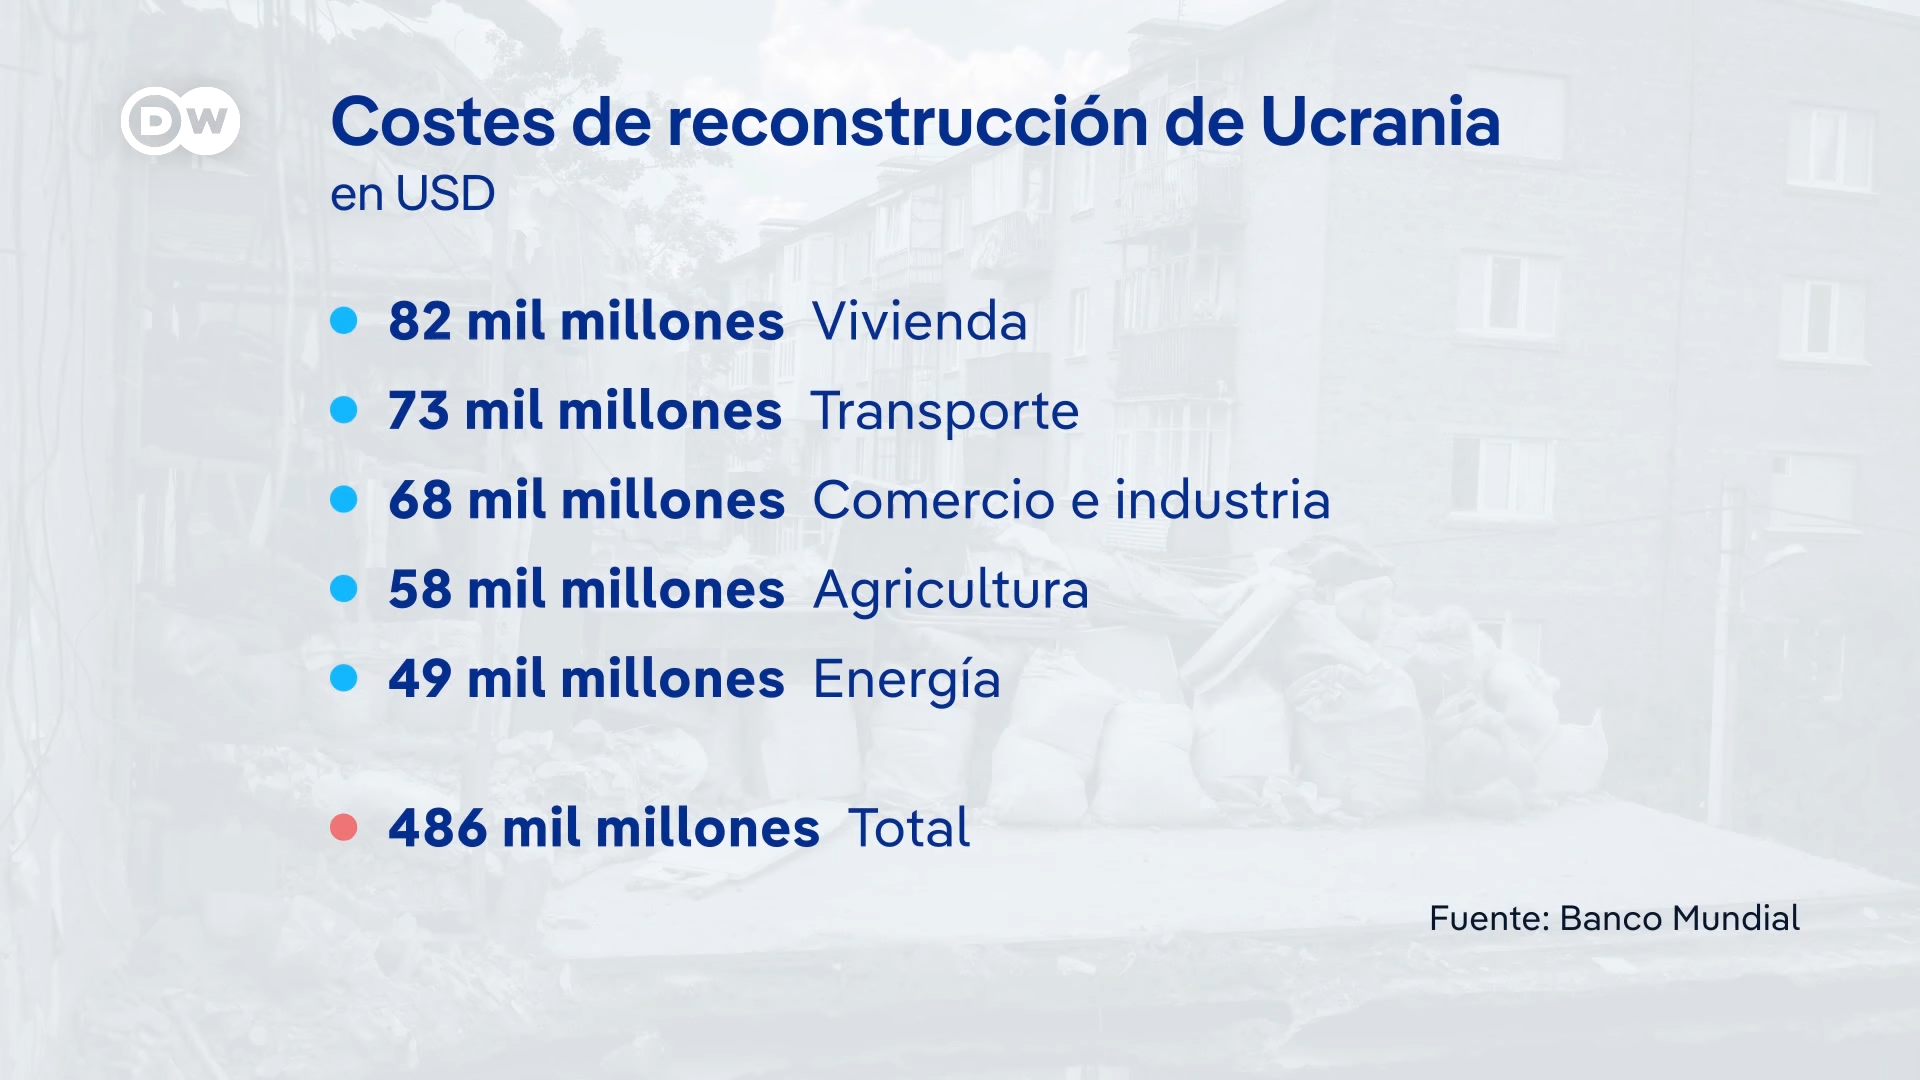 DW
Costes de reconstrucción de Ucrania
en USD
82 mil millones Vivienda
73 mil millones Transporte
68 mil millones Comercio e industria
58 mil millones Agricultura
49 mil millones Energía
486 mil millones Total
Fuente: Banco Mundial